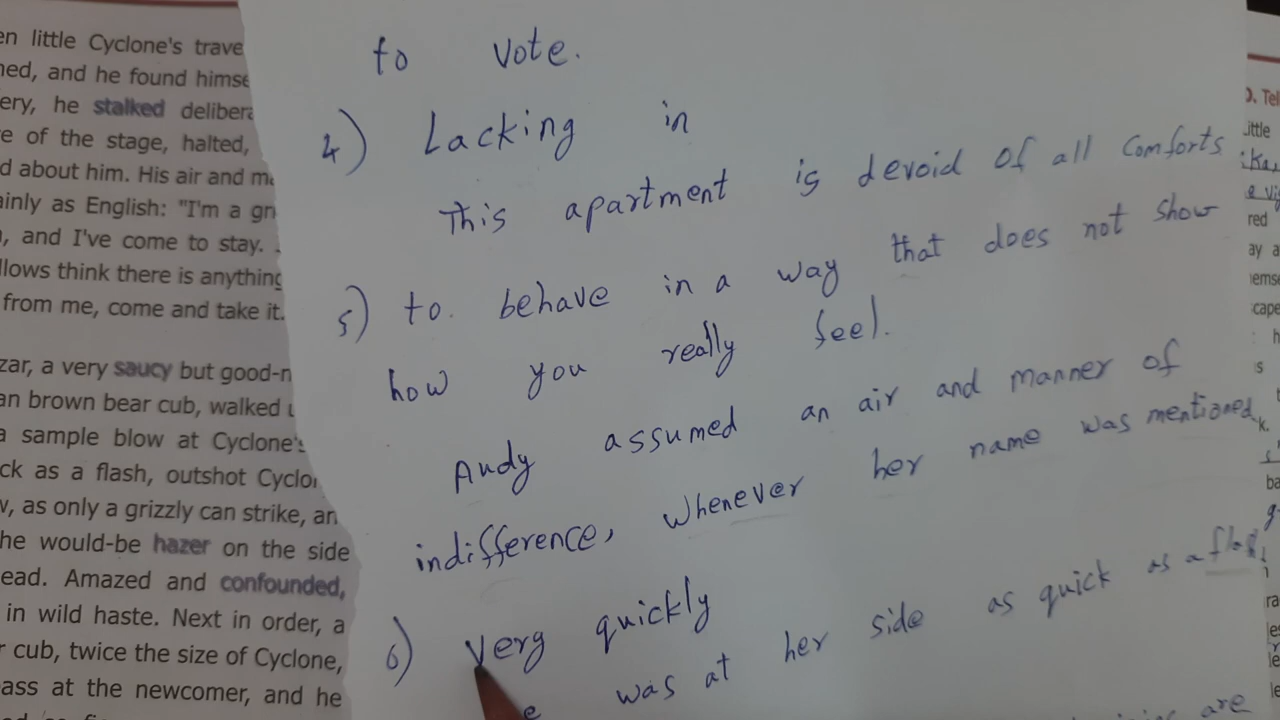 en little Cyclone's trave
ned, and he found himse
ery, he stalked delibera
e of the stage, halted,
d about him. His air and ma
ainly as English: "I'm a gr
, and I've come to stay.
llows think there is anything
from me, come and take it.
zar, a very saucy but good-n
an brown bear cub, walked
a sample blow at Cyclone's
ck as a flash, outshot Cyclo
, as only a grizzly can strike, an
he would-be hazer on the side
ead. Amazed and confounded,
in wild haste. Next in order, a
r cub, twice the size of Cyclone,
ass at the newcomer, and he
to vote.
4) Lacking in
This apartment is devoid of all comforts
5) to. behave in a way that does not show
how you really feel.
Andy assumed an air and manner of
indifference, whenever her name was mentioned
6) Very quickly
was at her side as quick as a flash
are